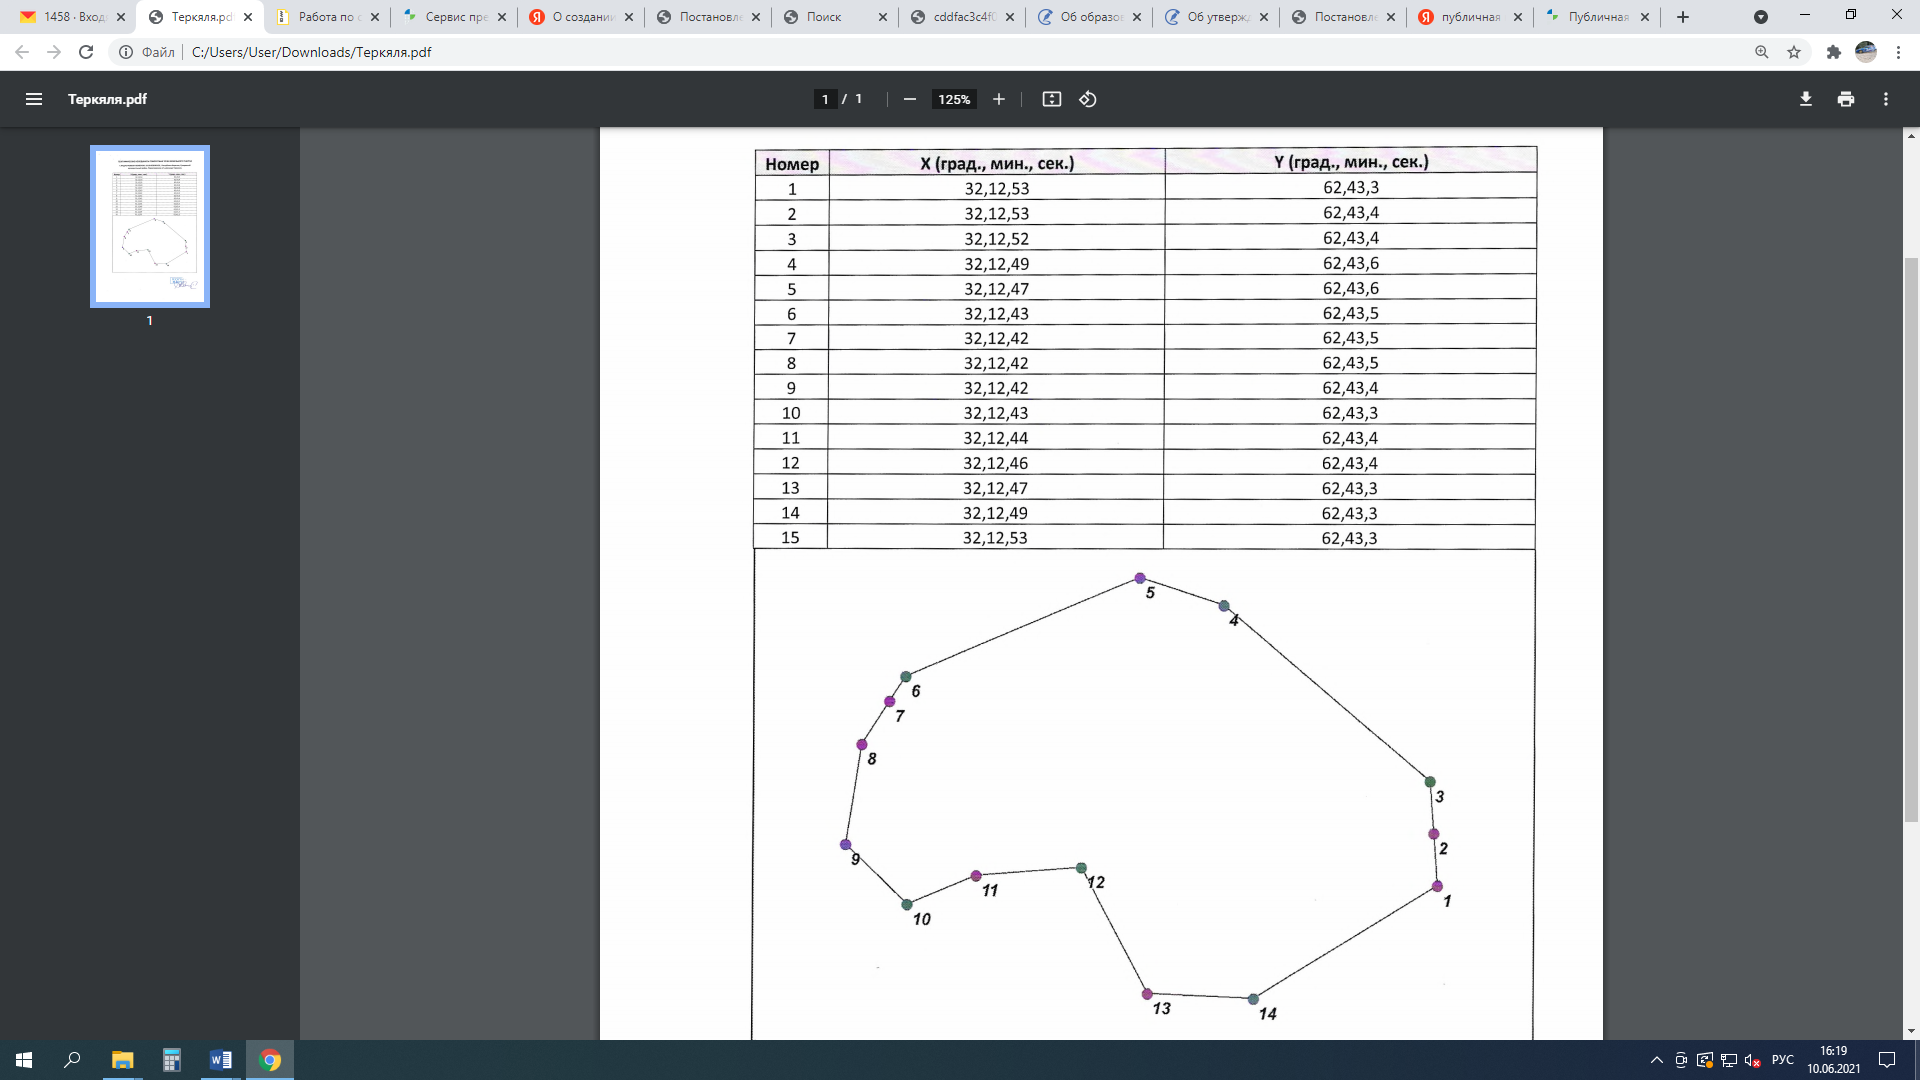 1458 · Вход
Теркяля.pd
Работа по с
Сервис пре
О создании
Постановле
Поиск
cddfac3c4f0
Об образов
Об утвержд
Постановле
публичная
Публичная
Файл
C:/Users/User/Downloads/Теркяля.pdf
Теркяля.pdf
1 / 1
125%
1
Номер X (град., мин., сек.) Y (град., мин., сек.)
1 32,12,53 62,43,3
2 32,12,53 62,43,4
3 32,12,52 62,43,4
4 32,12,49 62,43,6
5 32,12,47 62,43,6
6 32,12,43 62,43,5
7 32,12,42 62,43,5
8 32,12,42 62,43,5
9 32,12,42 62,43,4
10 32,12,43 62,43,3
11 32,12,44 62,43,4
12 32,12,46 62,43,4
13 32,12,47 62,43,3
14 32,12,49 62,43,3
15 32,12,53 62,43,3
5
4
6
7
8
3
2
9
12
11
1
10
13
14
РУС
16:19
10.06.2021